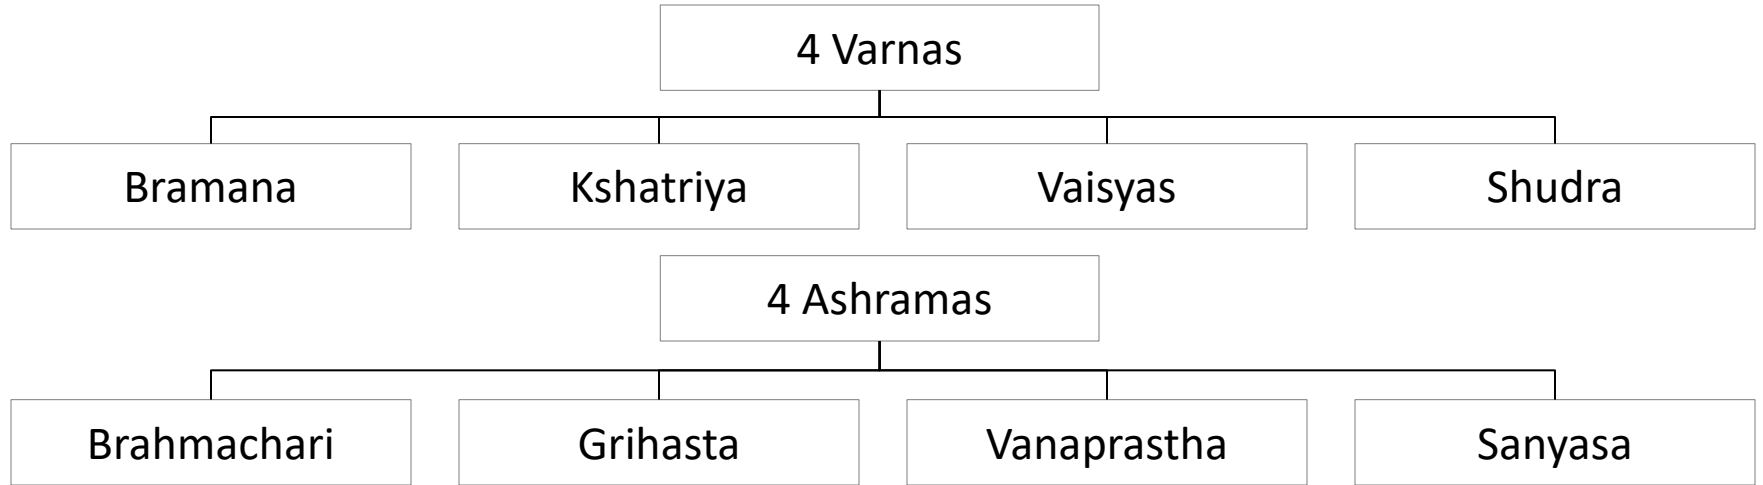 4 Varnas
Bramana Kshatriya Vaisyas Shudra
4 Ashramas
Brahmachari Grihasta Vanaprastha Sanyasa